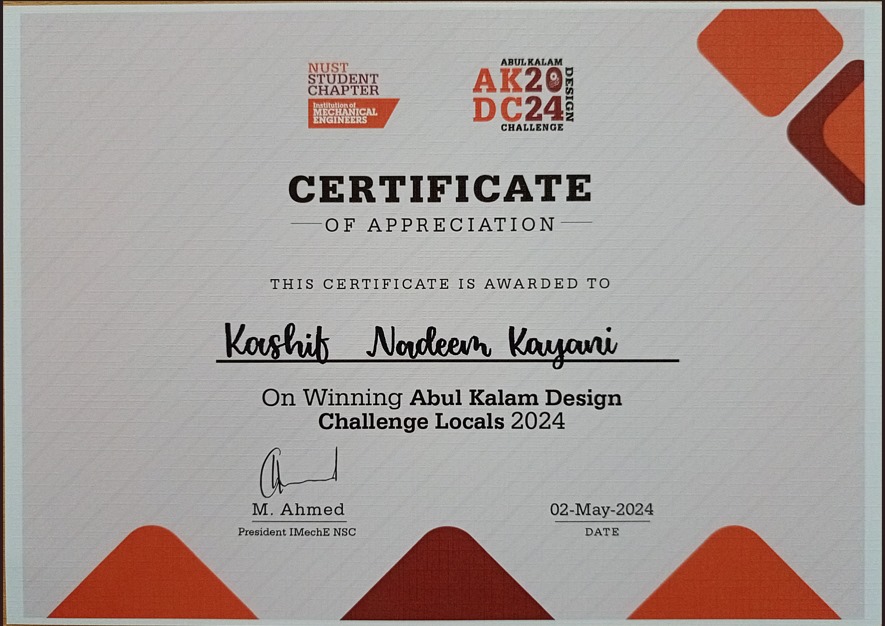 NUST
STUDENT
CHAPTER
Institution of
MECHANICAL
ENGINEERS
ABUL KALAM
AK20
DC24
DESIGN
CHALLENGE
CERTIFICATE
OF APPRECIATION
THIS CERTIFICATE IS AWARDED TO
Kashif Nadeem Kayani
On Winning Abul Kalam Design
Challenge Locals 2024
M. Ahmed
President IMechE NSC
02-May-2024
DATE